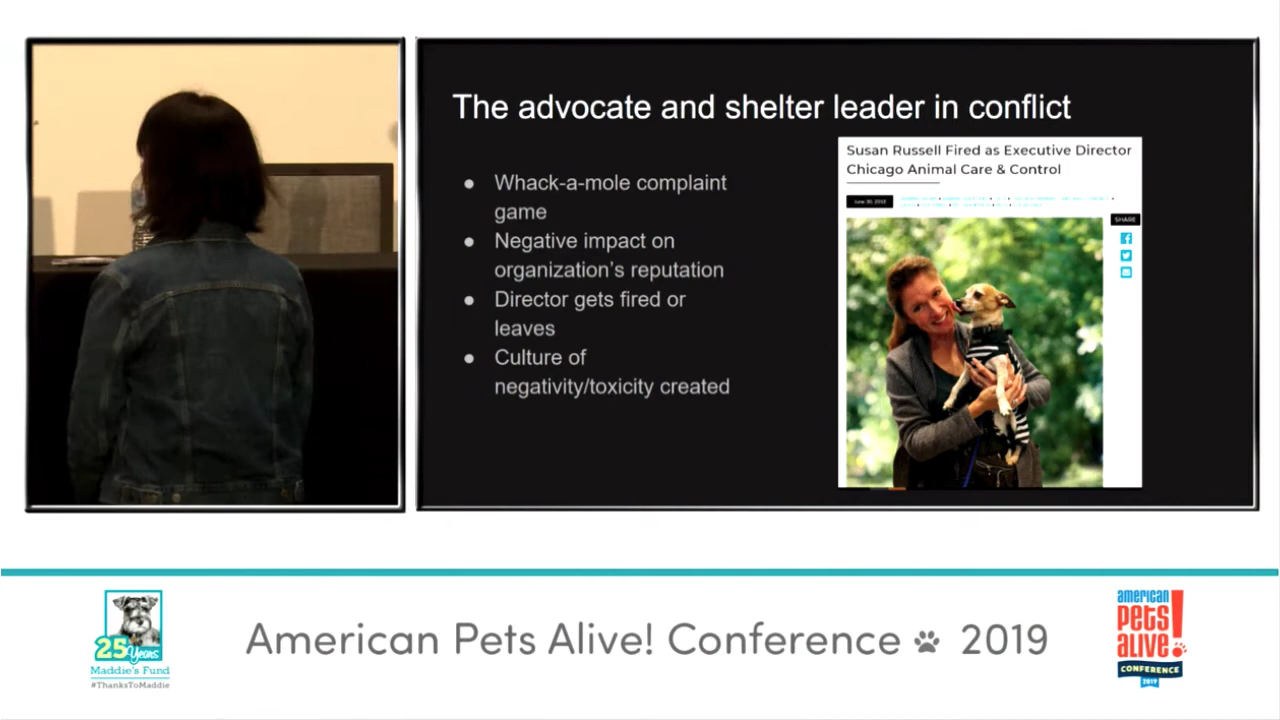 The advocate and shelter leader in conflict
● Whack-a-mole complaint
game
● Negative impact on
organization's reputation
● Director gets fired or
leaves
● Culture of
negativity/toxicity created
Susan Russell Fired as Executive Director
Chicago Animal Care & Control
SHARE
25 Years
Maddie's Fund
#ThanksToMaddie
American Pets Alive! Conference 2019
american
pets
alive!
CONFERENCE
2019